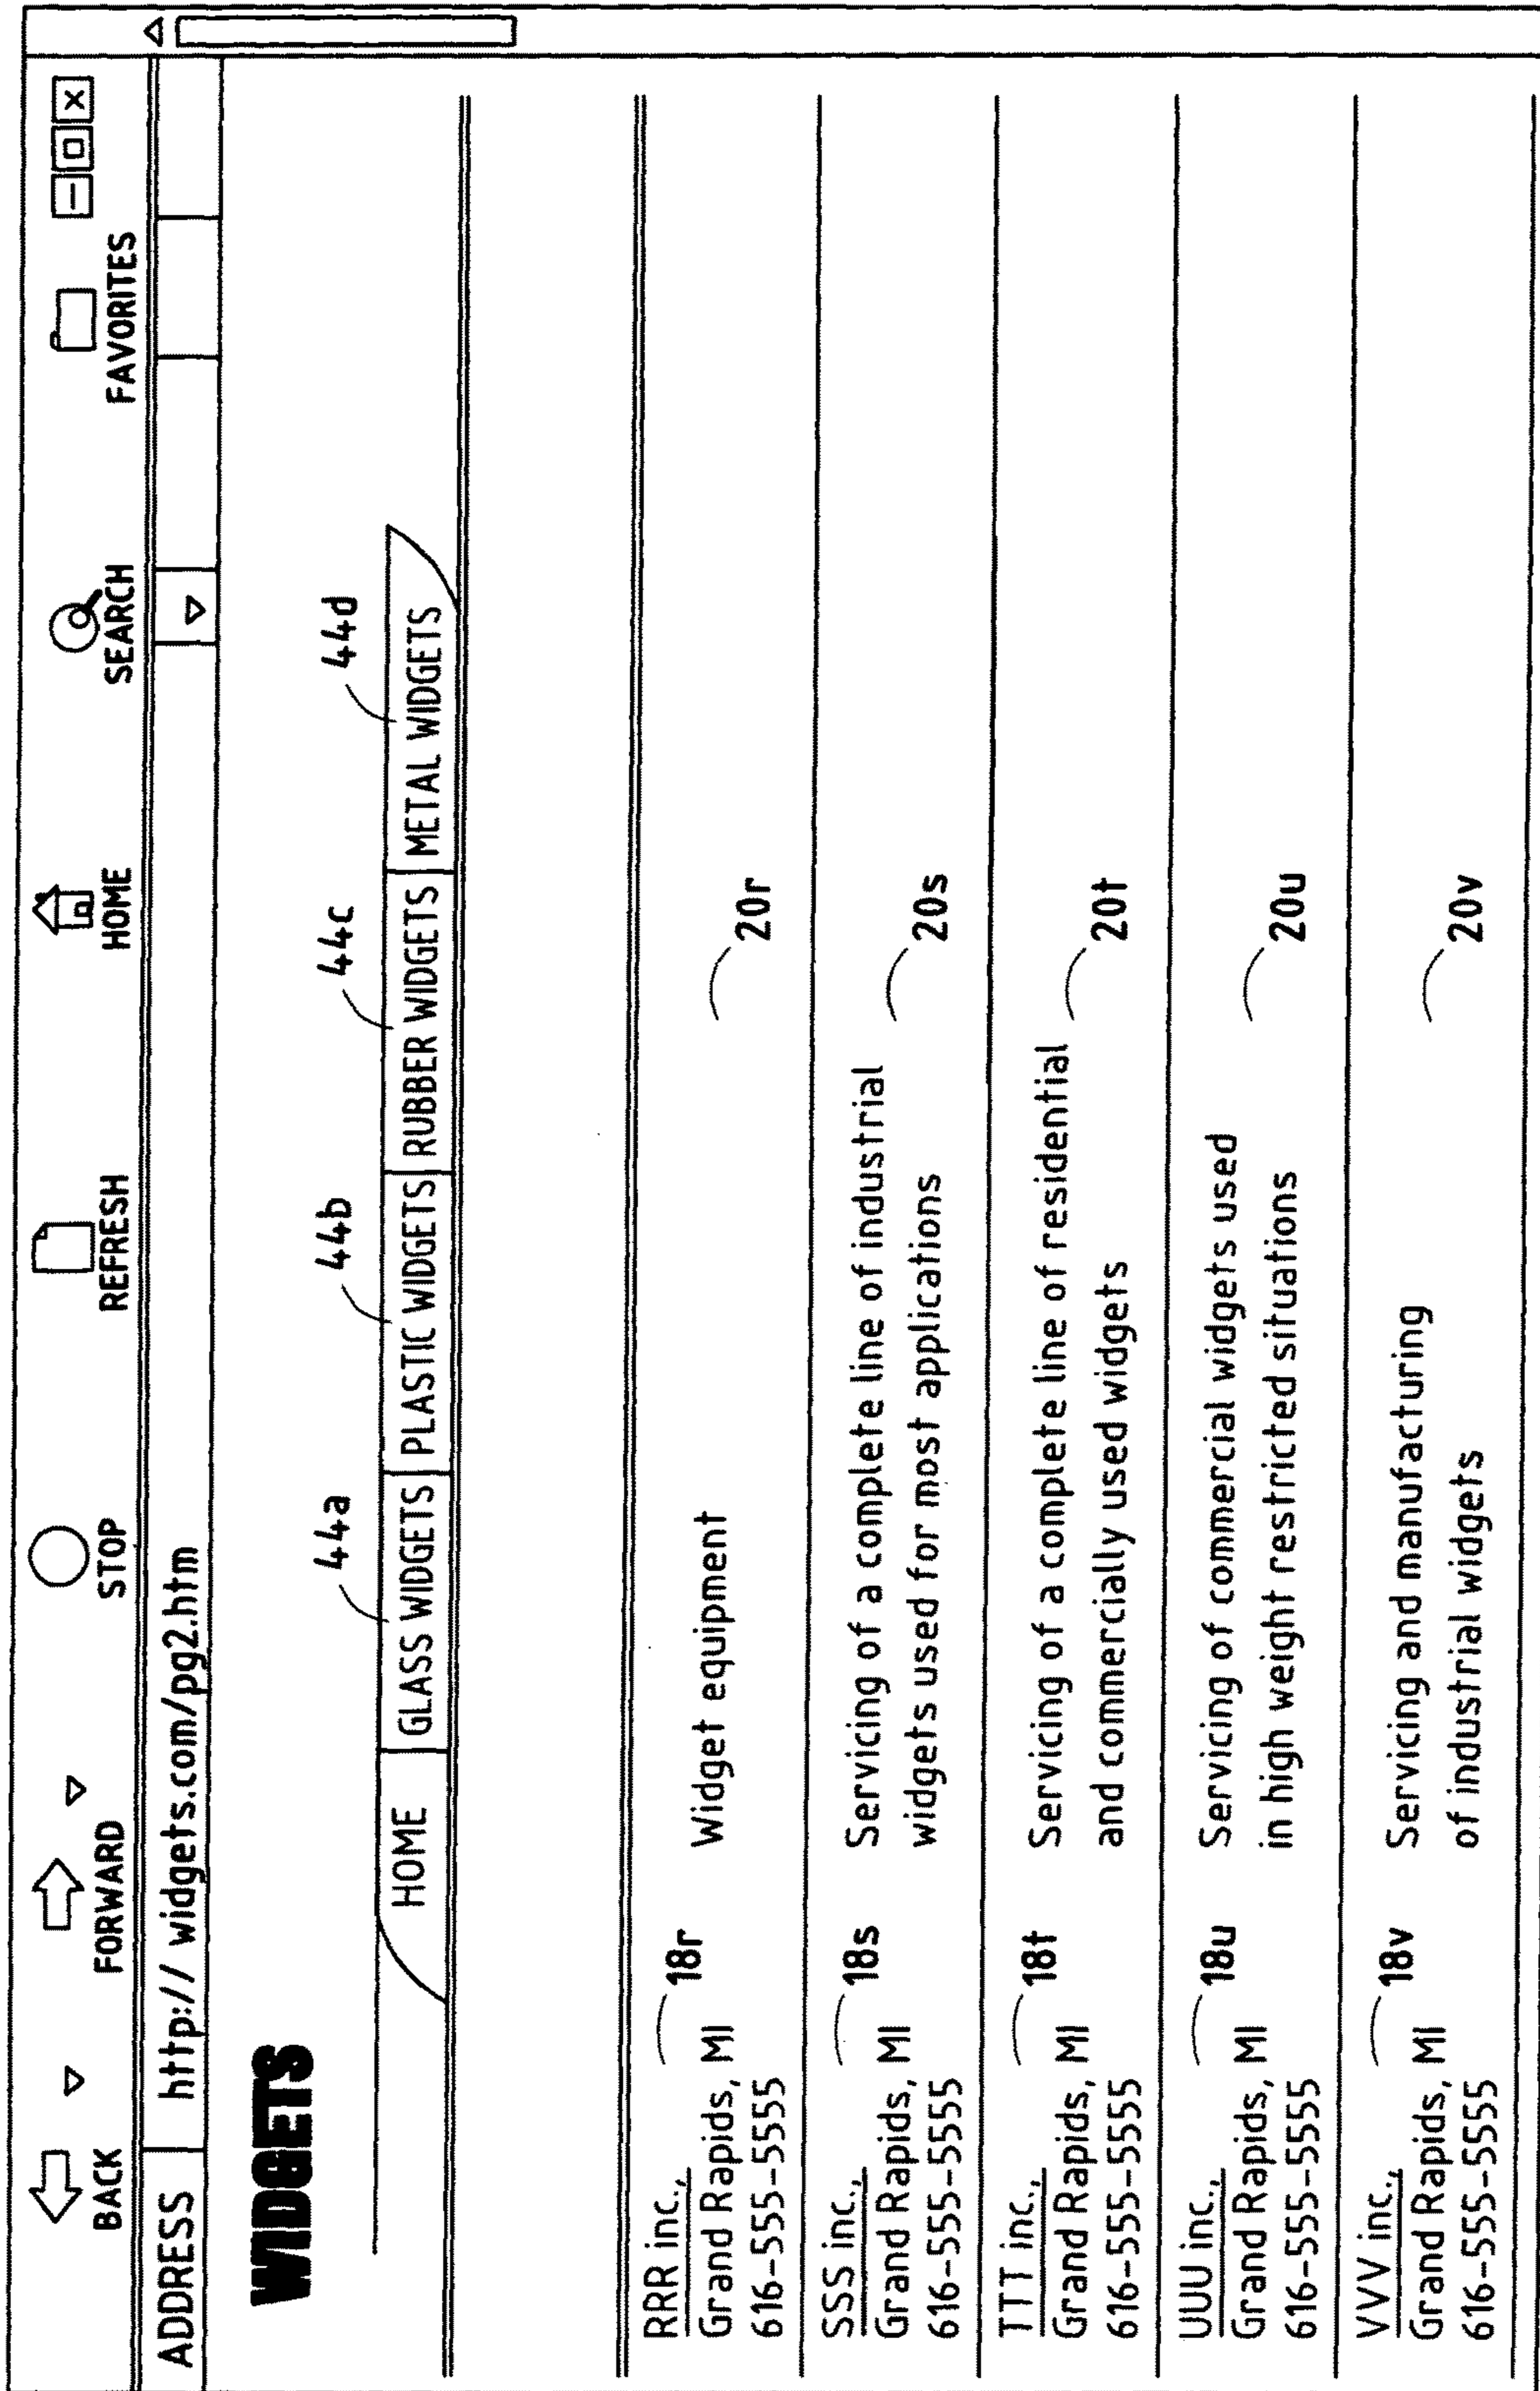 BACK FORWARD STOP REFRESH HOME SEARCH FAVORITES
ADDRESS http:// widgets.com/pg2.htm
WIDGETS
44a 44b 44c 44d
HOME GLASS WIDGETS PLASTIC WIDGETS RUBBER WIDGETS METAL WIDGETS
RRR inc., 18r
Grand Rapids, MI
616-555-5555
Widget equipment
20r
SSS inc., 18s
Grand Rapids, MI
616-555-5555
Servicing of a complete line of industrial
widgets used for most applications
20s
TTT inc., 18t
Grand Rapids, MI
616-555-5555
Servicing of a complete line of residential
and commercially used widgets
20t
UUU inc., 18u
Grand Rapids, MI
616-555-5555
Servicing of commercial widgets used
in high weight restricted situations
20u
VVV inc., 18v
Grand Rapids, MI
616-555-5555
Servicing and manufacturing
of industrial widgets
20v